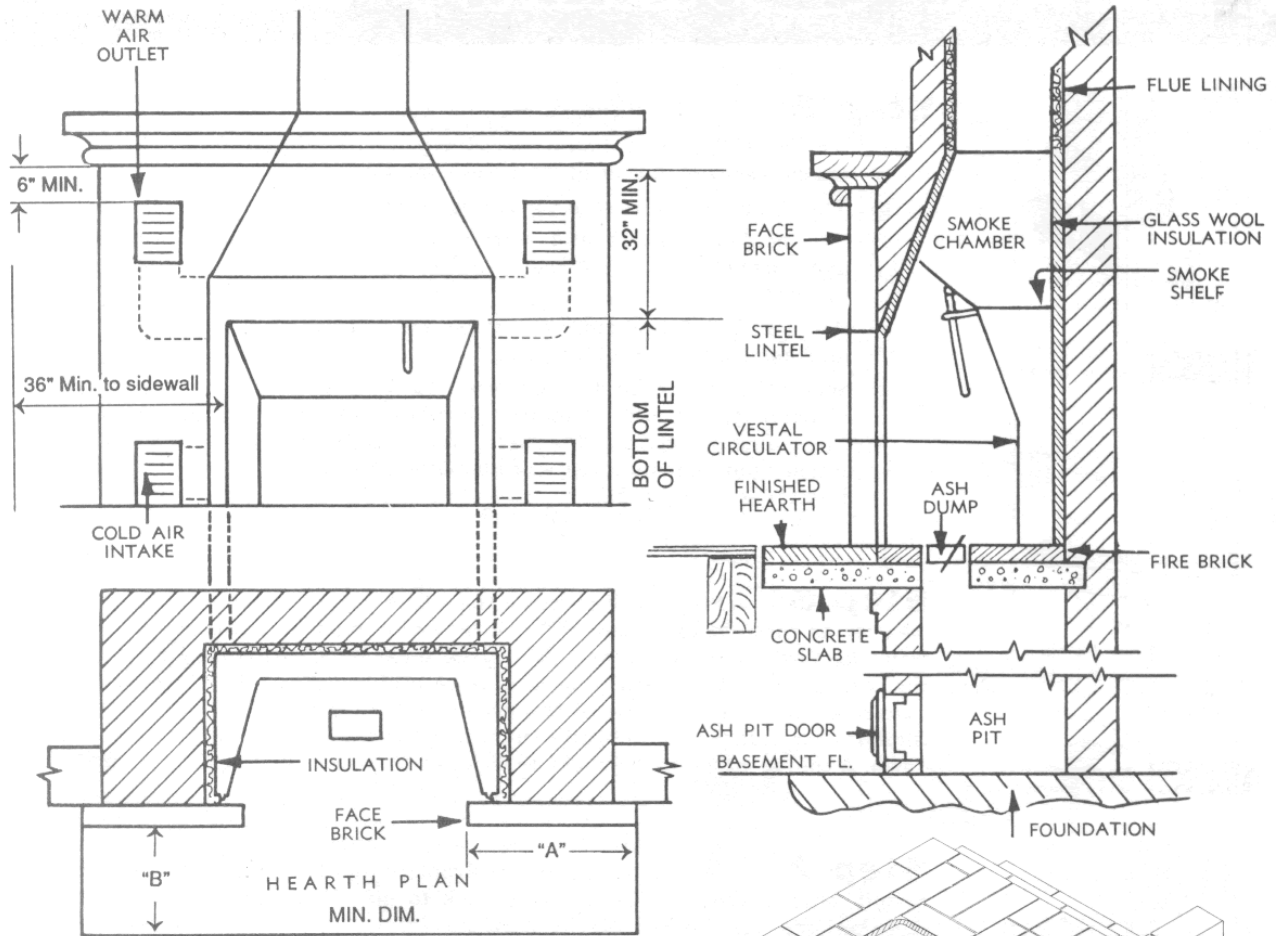 WARM
AIR
OUTLET
6" MIN.
32" MIN.
36" Min. to sidewall
BOTTOM
OF LINTEL
COLD AIR
INTAKE
INSULATION
FACE
BRICK
"A"
"B"
HEARTH PLAN
MIN. DIM.
FLUE LINING
FACE
BRICK
SMOKE
CHAMBER
GLASS WOOL
INSULATION
SMOKE
SHELF
STEEL
LINTEL
VESTAL
CIRCULATOR
FINISHED
HEARTH
ASH
DUMP
FIRE BRICK
CONCRETE
SLAB
ASH PIT DOOR
ASH
PIT
BASEMENT FL.
FOUNDATION